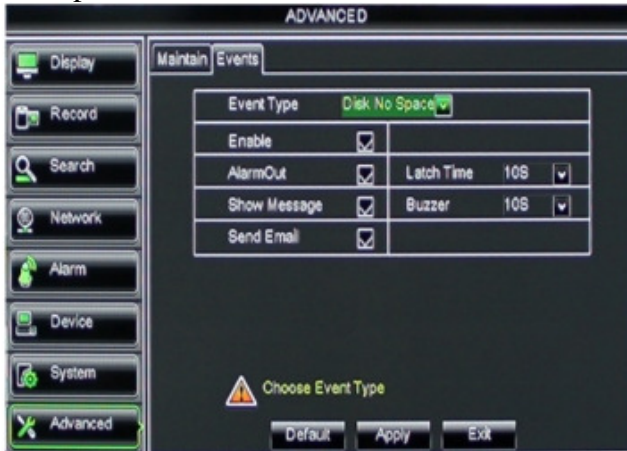 ADVANCED
Display
Record
Search
Network
Alarm
Device
System
Advanced
Maintain Events
Event Type Disk No Space
Enable
AlarmOut Latch Time 10S
Show Message Buzzer 10S
Send Email
Choose Event Type
Default Apply Exit